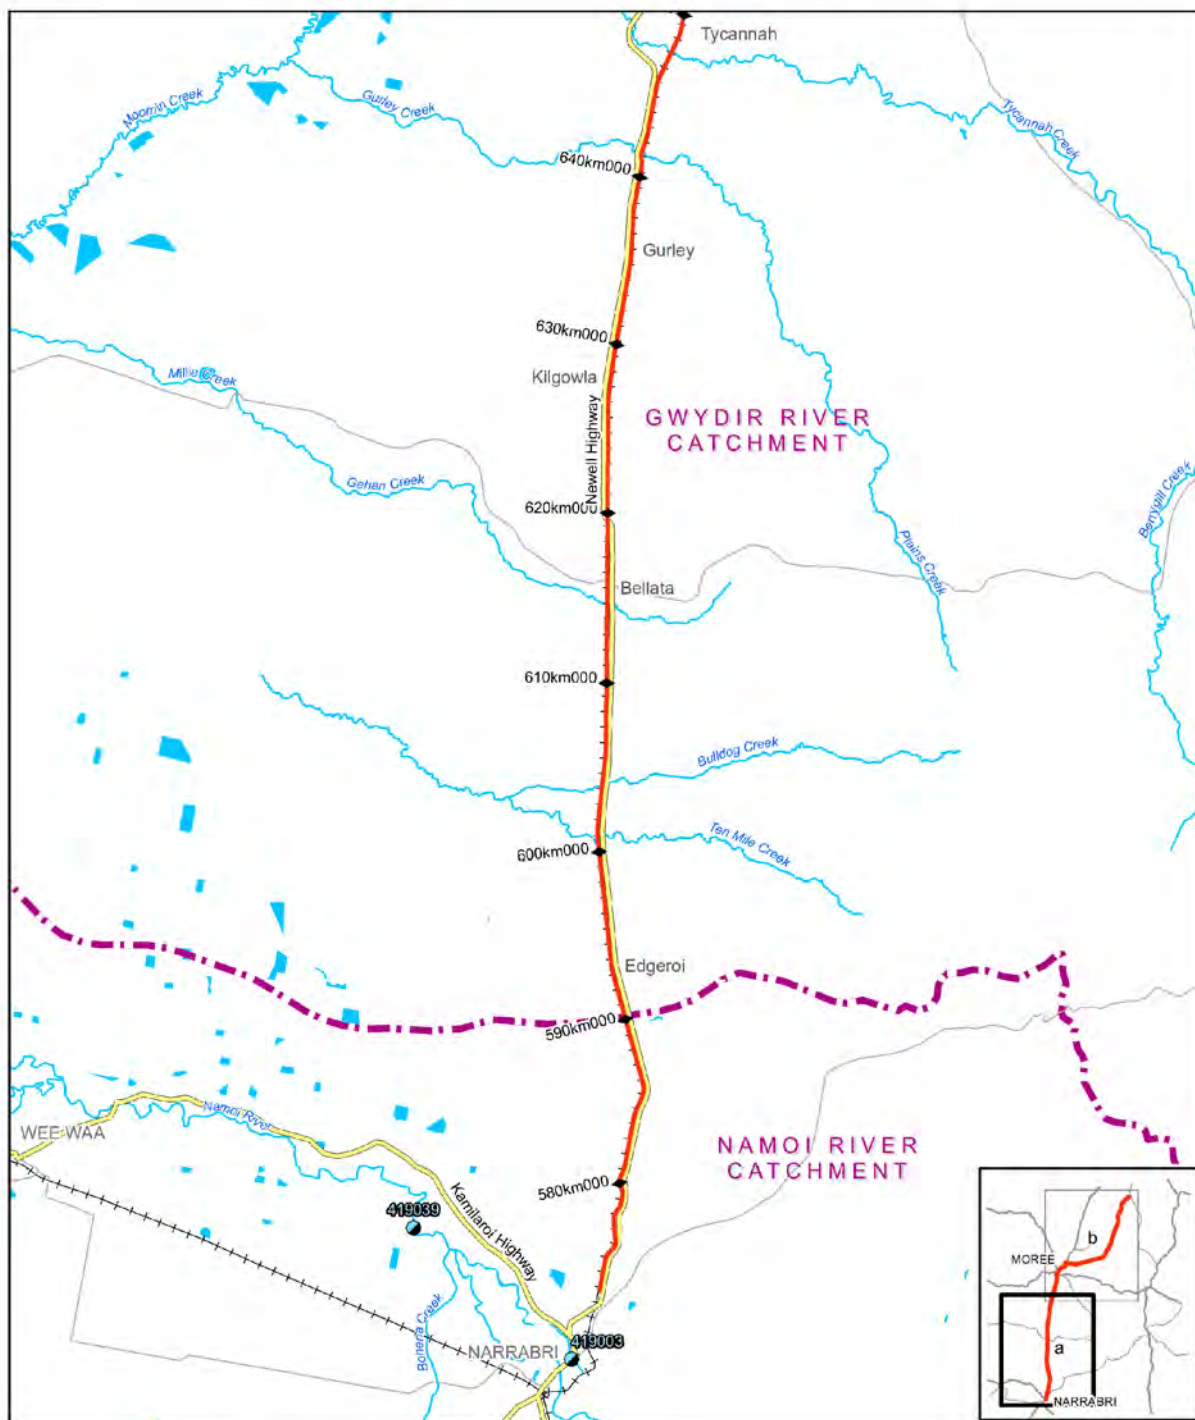 Tycannah
Moomin Creek
Gurley Creek
Tycannah Creek
640km000
Gurley
630km000
Kilgowla
Millie Creek
Newell Highway
GWYDIR RIVER
CATCHMENT
Gehan Creek
620km000
Berrygill Creek
Plains Creek
Bellata
610km000
Bulldog Creek
Ten Mile Creek
600km000
Edgeroi
590km000
Namoi River
WEE WAA
NAMOI RIVER
CATCHMENT
580km000
Kamilaroi Highway
419039
Bohena Creek
419003
NARRABRI
b
MOREE
a
NARRABRI